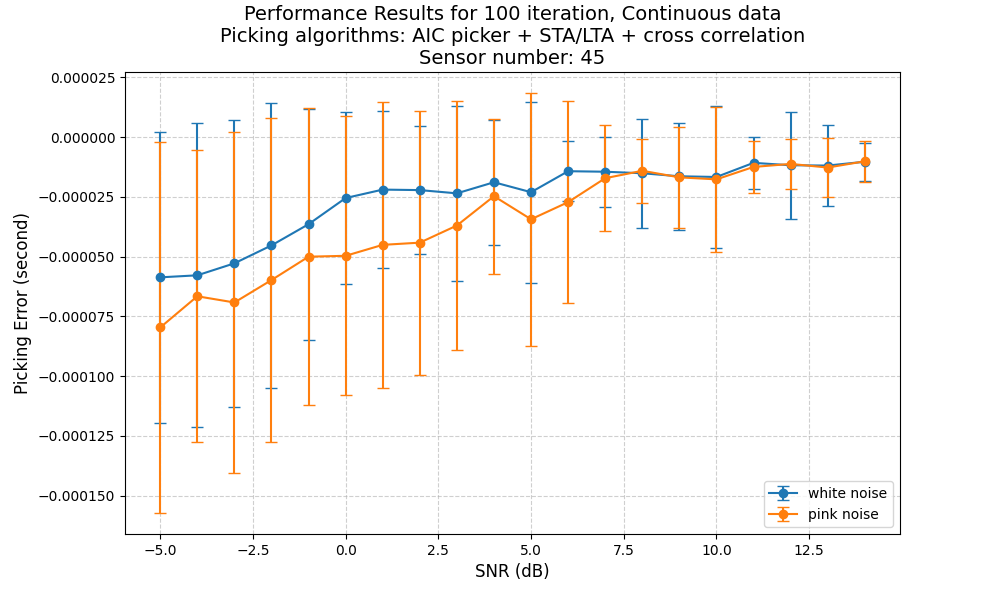 Performance Results for 100 iteration, Continuous data
Picking algorithms: AIC picker + STA/LTA + cross correlation
Sensor number: 45
0.000025
0.000000
−0.000025
−0.000050
−0.000075
−0.000100
−0.000125
−0.000150
Picking Error (second)
white noise
pink noise
−5.0 −2.5 0.0 2.5 5.0 7.5 10.0 12.5
SNR (dB)